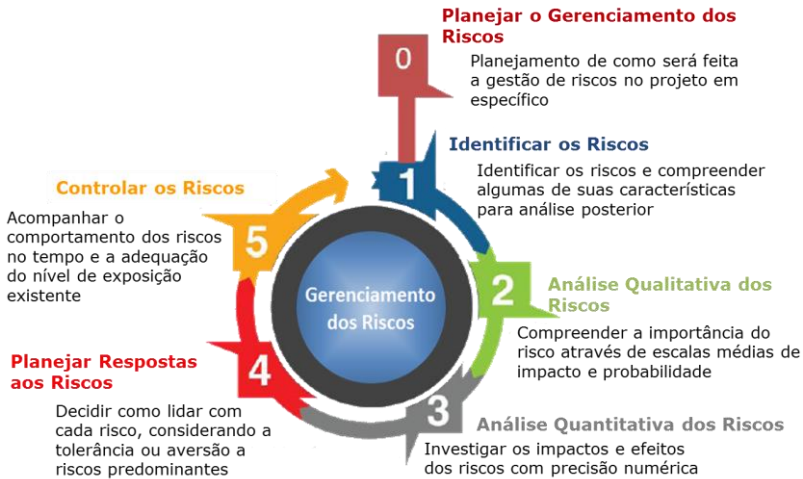 Planejar o Gerenciamento dos
Riscos
0
Planejamento de como será feita
a gestão de riscos no projeto em
específico
1
Identificar os Riscos
Identificar os riscos e compreender
algumas de suas características
para análise posterior
2
Análise Qualitativa dos
Riscos
Compreender a importância do
risco através de escalas médias de
impacto e probabilidade
3
Análise Quantitativa dos Riscos
Investigar os impactos e efeitos
dos riscos com precisão numérica
4
Planejar Respostas
aos Riscos
Decidir como lidar com
cada risco, considerando a
tolerância ou aversão a
riscos predominantes
5
Controlar os Riscos
Acompanhar o
comportamento dos riscos
no tempo e a adequação
do nível de exposição
existente
Gerenciamento
dos Riscos